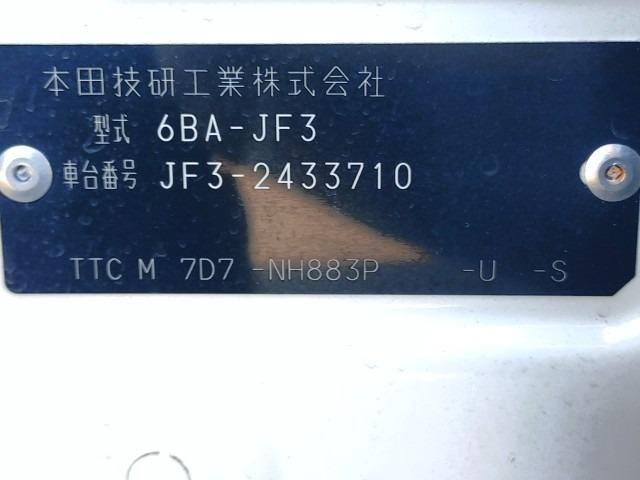 本田技研工業株式会社
型式 6BA-JF3
車台番号 JF3-2433710
TTC M 7D7 -NH883P -U -S